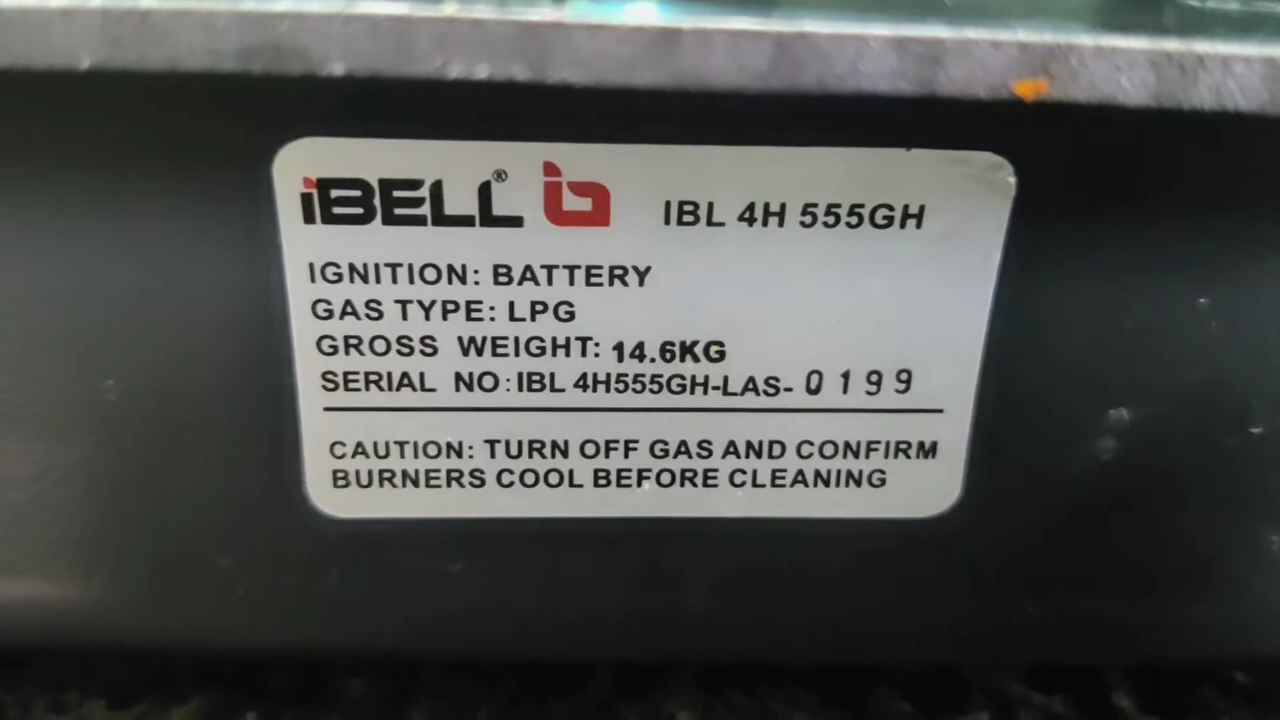 iBELL® b IBL 4H 555GH
IGNITION: BATTERY
GAS TYPE: LPG
GROSS WEIGHT: 14.6KG
SERIAL NO: IBL 4H555GH-LAS- 0199
CAUTION: TURN OFF GAS AND CONFIRM
BURNERS COOL BEFORE CLEANING